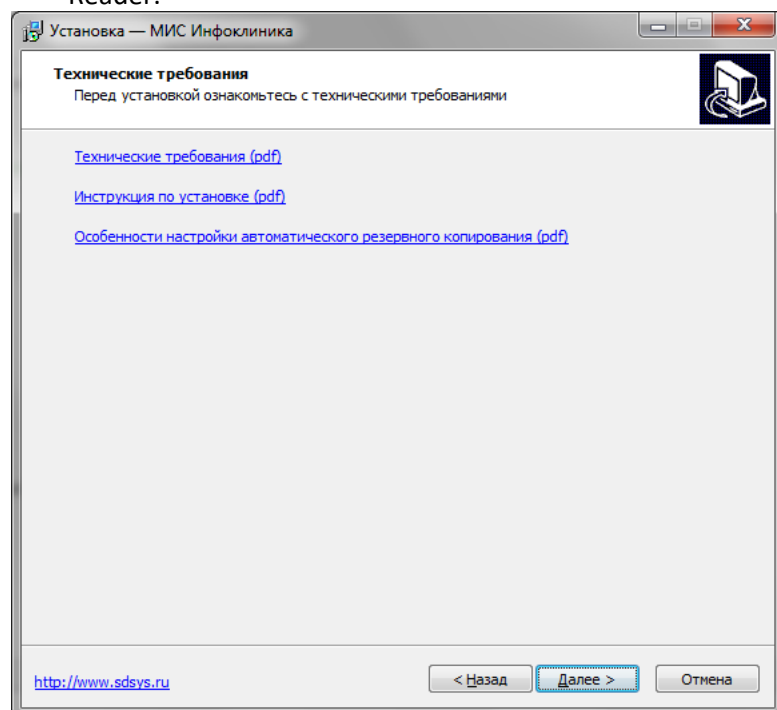 Reader.
Установка — МИС Инфоклиника
Технические требования
Перед установкой ознакомьтесь с техническими требованиями
Технические требования (pdf)
Инструкция по установке (pdf)
Особенности настройки автоматического резервного копирования (pdf)
http://www.sdsys.ru
< Назад Далее > Отмена